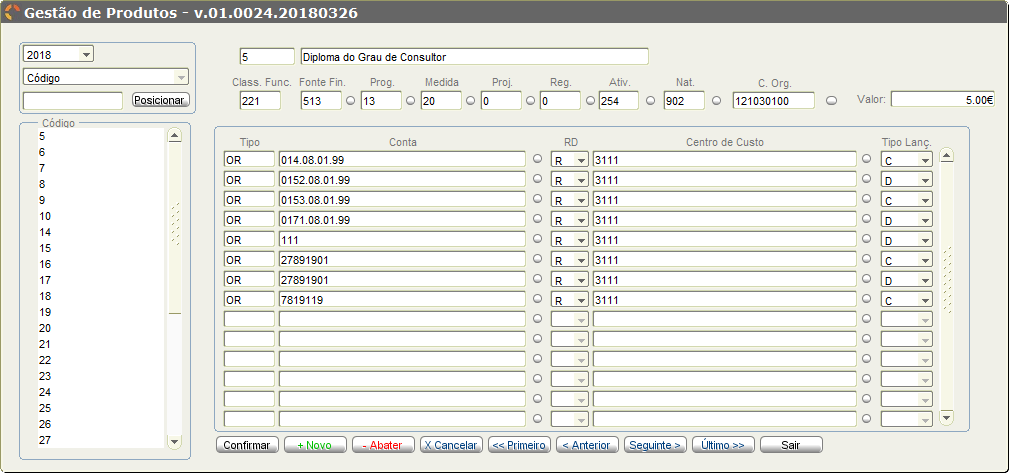 Gestão de Produtos - v.01.0024.20180326
2018
Código
Posicionar
5 Diploma do Grau de Consultor
Class. Func. Fonte Fin. Prog. Medida Proj. Reg. Ativ. Nat. C. Org.
221 513 13 20 0 0 254 902 121030100 Valor: 5.00€
Código
5
6
7
8
9
10
14
15
16
17
18
19
20
21
22
23
24
25
26
27
Tipo Conta RD Centro de Custo Tipo Lanç.
OR 014.08.01.99 R 3111 C
OR 0152.08.01.99 R 3111 D
OR 0153.08.01.99 R 3111 C
OR 0171.08.01.99 R 3111 D
OR 111 R 3111 D
OR 27891901 R 3111 C
OR 27891901 R 3111 D
OR 7819119 R 3111 C
Confirmar + Novo - Abater X Cancelar << Primeiro < Anterior Seguinte > Último >> Sair